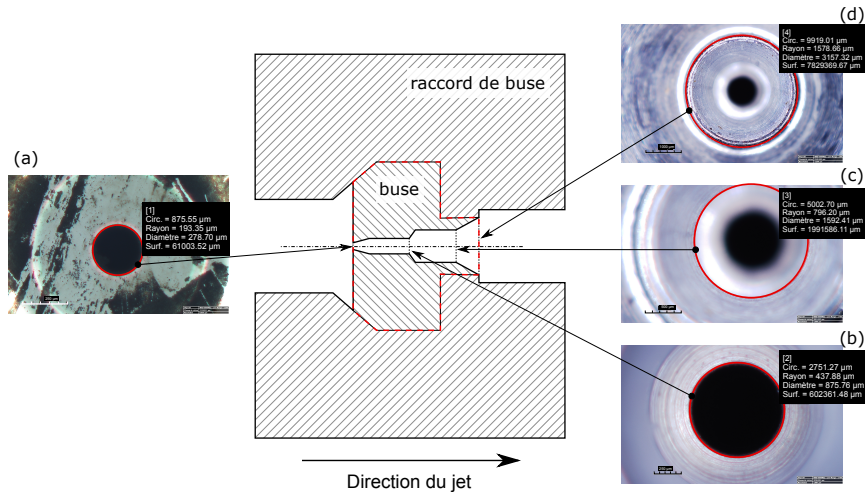 (d)
[4]
Circ. = 9919.01 µm
Rayon = 1578.66 µm
Diamètre = 3157.32 µm
Surf. = 7829369.67 µm
1000 µm
raccord de buse
(a)
[1]
Circ. = 875.55 µm
Rayon = 193.35 µm
Diamètre = 278.70 µm
Surf. = 61003.52 µm
buse
(c)
[3]
Circ. = 5002.70 µm
Rayon = 796.20 µm
Diamètre = 1592.41 µm
Surf. = 1991586.11 µm
(b)
[2]
Circ. = 2751.27 µm
Rayon = 437.88 µm
Diamètre = 875.76 µm
Surf. = 602361.48 µm
Direction du jet